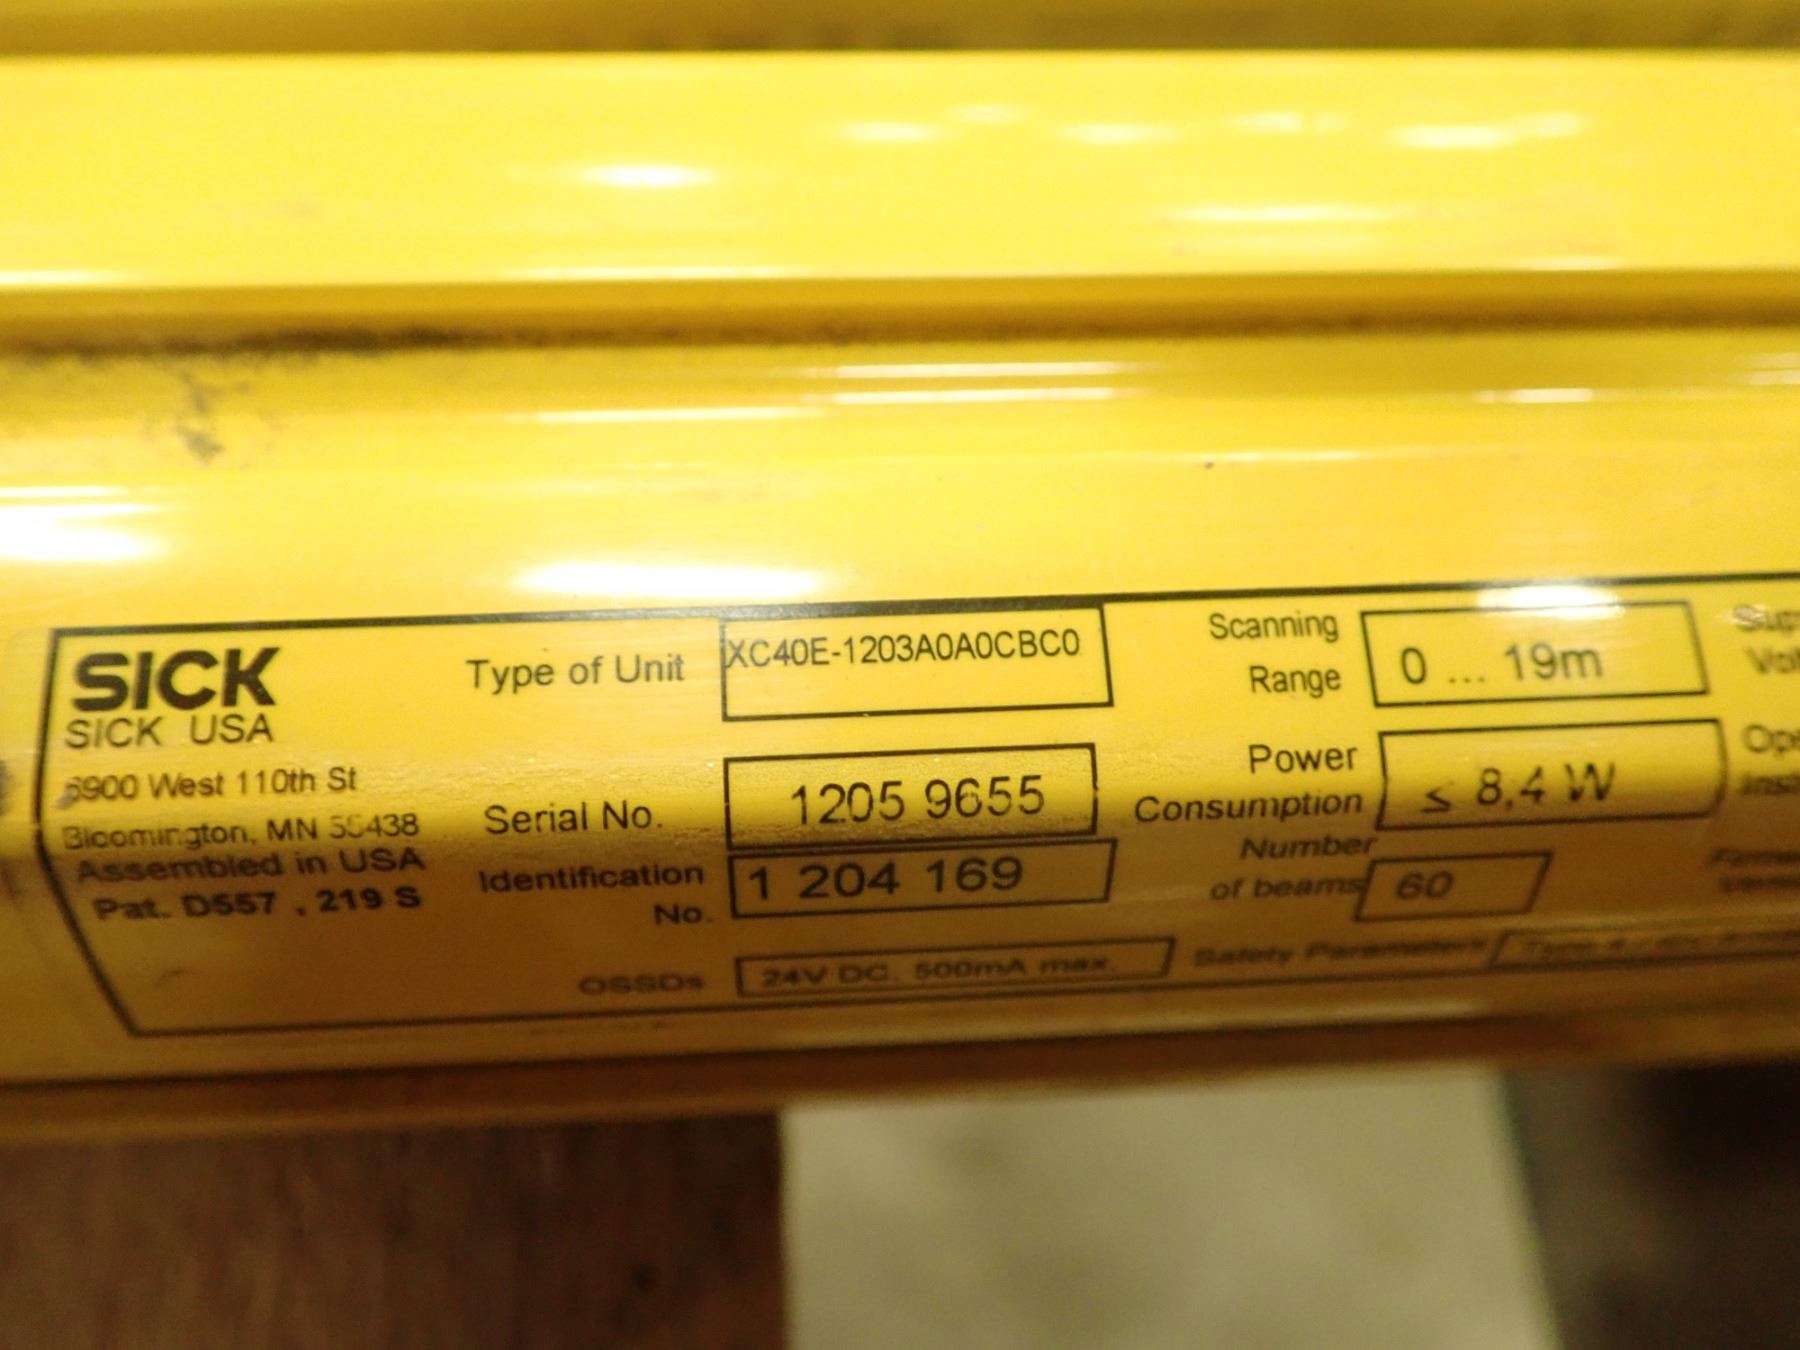 SICK
SICK USA
6900 West 110th St
Bloomington, MN 55438
Assembled in USA
Pat. D557 , 219 S
Type of Unit XC40E-1203A0A0CBC0
Serial No. 1205 9655
Identification No. 1 204 169
OSSDs 24V DC. 500mA max.
Scanning Range 0 ... 19m
Power Consumption ≤ 8,4 W
Number of beams 60
Safety Parameters Type 4